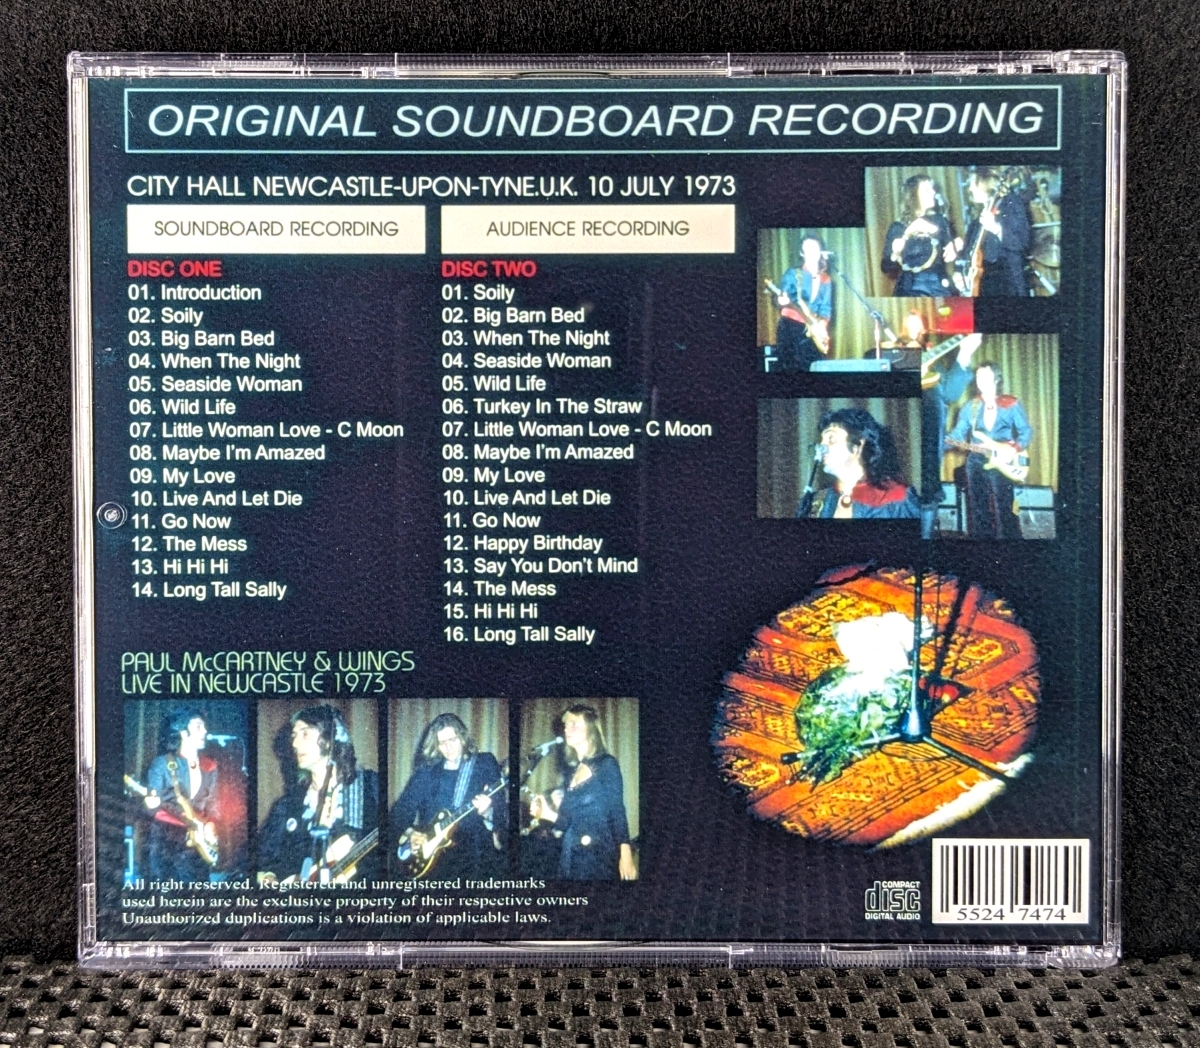 ORIGINAL SOUNDBOARD RECORDING
CITY HALL NEWCASTLE-UPON-TYNE.U.K. 10 JULY 1973
SOUNDBOARD RECORDING
DISC ONE
01. Introduction
02. Soily
03. Big Barn Bed
04. When The Night
05. Seaside Woman
06. Wild Life
07. Little Woman Love - C Moon
08. Maybe I'm Amazed
09. My Love
10. Live And Let Die
11. Go Now
12. The Mess
13. Hi Hi Hi
14. Long Tall Sally
AUDIENCE RECORDING
DISC TWO
01. Soily
02. Big Barn Bed
03. When The Night
04. Seaside Woman
05. Wild Life
06. Turkey In The Straw
07. Little Woman Love - C Moon
08. Maybe I'm Amazed
09. My Love
10. Live And Let Die
11. Go Now
12. Happy Birthday
13. Say You Don't Mind
14. The Mess
15. Hi Hi Hi
16. Long Tall Sally
PAUL McCARTNEY & WINGS
LIVE IN NEWCASTLE 1973
All right reserved. Registered and unregistered trademarks
used herein are the exclusive property of their respective owners
Unauthorized duplications is a violation of applicable laws.
COMPACT
disc
DIGITAL AUDIO
5524 7474